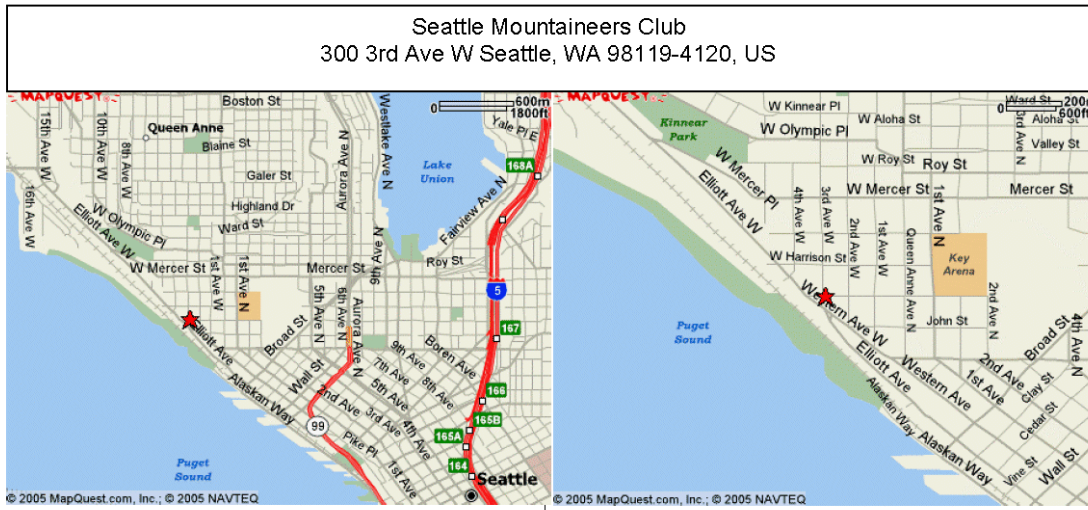 Seattle Mountaineers Club
300 3rd Ave W Seattle, WA 98119-4120, US
MAPQUEST.
600m
0
1800ft
Boston St
15th Ave W
10th Ave W
8th Ave W
Queen Anne
Blaine St
Galer St
Highland Dr
16th Ave W
Elliott Ave W
W Olympic Pl
Ward St
W Mercer St
1st Ave W
1st Ave N
Mercer St
5th Ave N
6th Ave N
Aurora Ave N
Aurora Ave N
Westlake Ave N
9th Ave N
Lake
Union
Yale Pl E
168A
Fairview Ave N
Roy St
5
167
Elliott Ave
Broad St
Wall St
9th Ave
Boren Ave
7th Ave
8th Ave
5th Ave
2nd Ave
3rd Ave
4th Ave
166
165B
165A
164
Alaskan Way
99
Pike Pl
1st Ave
Puget
Sound
Seattle
© 2005 MapQuest.com, Inc.; © 2005 NAVTEQ
MAPQUEST.
0
600ft
W Kinnear Pl
Kinnear
Park
W Olympic Pl
W Aloha St
Ward St
Aloha St
3rd Ave N
Valley St
W Roy St
Roy St
W Mercer Pl
Elliott Ave W
W Mercer St
Mercer St
4th Ave W
3rd Ave W
2nd Ave W
1st Ave W
Queen Anne Ave N
1st Ave N
W Harrison St
Key
Arena
2nd Ave N
4th Ave N
Western Ave W
John St
Puget
Sound
Elliott Ave
Western Ave
1st Ave
2nd Ave
Broad St
Clay St
Cedar St
Alaskan Way
Alaskan Way
Vine St
Wall St
© 2005 MapQuest.com, Inc.; © 2005 NAVTEQ